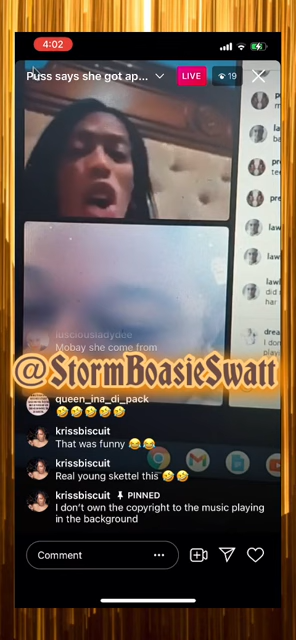 4:02
Puss says she got ap...
LIVE
19
lusciousladydee
Mobay she come from
@StormBoasieSwatt
queen_ina_di_pack
🤣🤣🤣🤣🤣
krissbiscuit
That was funny 😂😂
krissbiscuit
Real young skettel this 🤣🤣
krissbiscuit 📌 PINNED
I don't own the copyright to the music playing
in the background
Comment
...